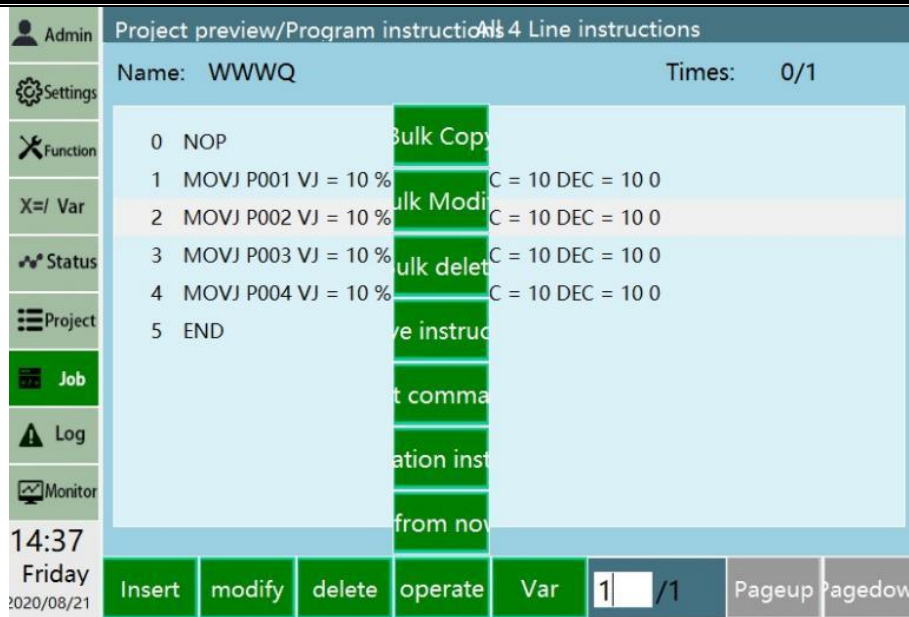 Admin
Project preview/Program instructions
All 4 Line instructions
Settings
Name: WWWQ
Times: 0/1
Function
X=/ Var
Status
Project
Job
Log
Monitor
0 NOP
1 MOVJ P001 VJ = 10 % C = 10 DEC = 10 0
2 MOVJ P002 VJ = 10 % C = 10 DEC = 10 0
3 MOVJ P003 VJ = 10 % C = 10 DEC = 10 0
4 MOVJ P004 VJ = 10 % C = 10 DEC = 10 0
5 END
Bulk Copy
ulk Modi
ulk delet
ve instruc
t comma
ation inst
from now
14:37
Friday
2020/08/21
Insert modify delete operate Var 1 /1 Pageup Pagedow